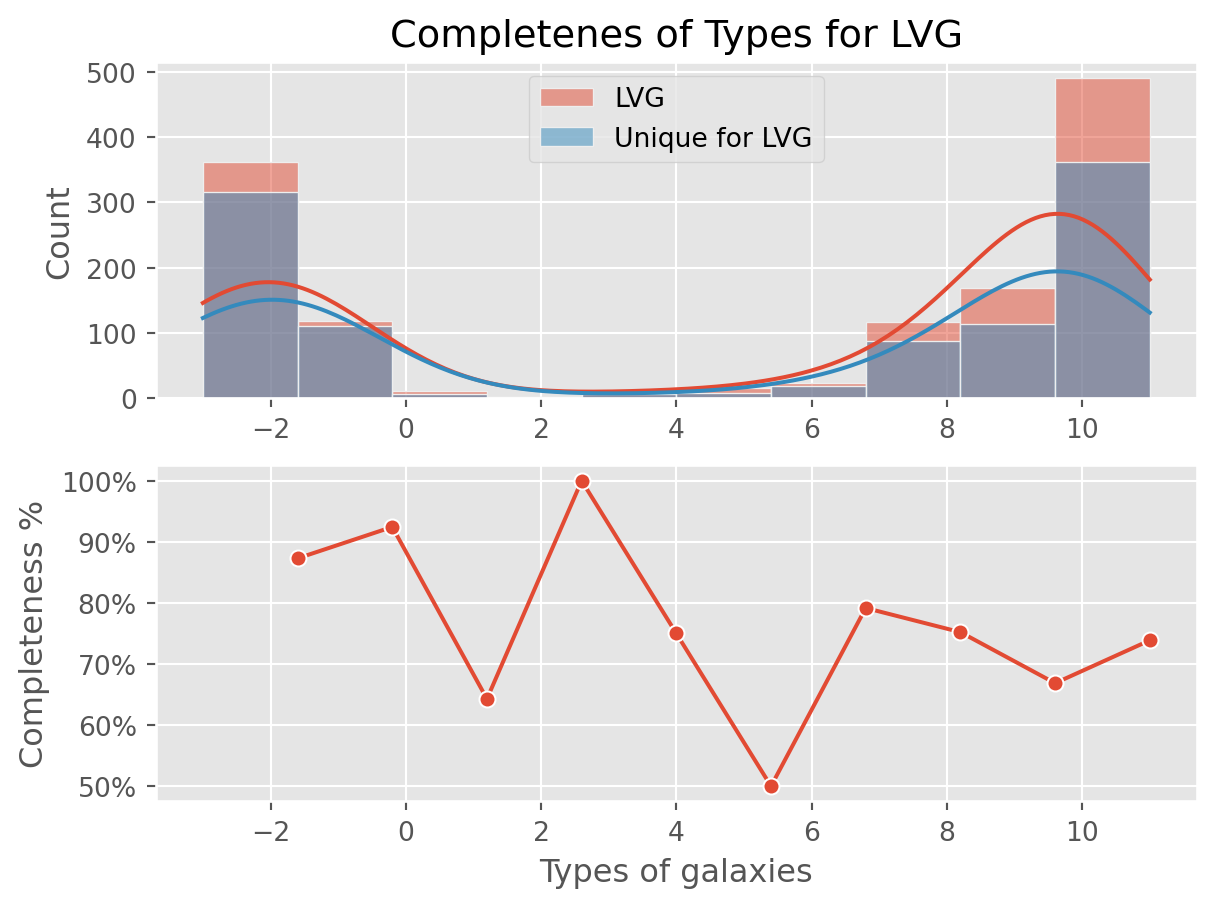 Completenes of Types for LVG
500
400
300
200
100
0
Count
LVG
Unique for LVG
−2 0 2 4 6 8 10
100%
90%
80%
70%
60%
50%
Completeness %
−2 0 2 4 6 8 10
Types of galaxies